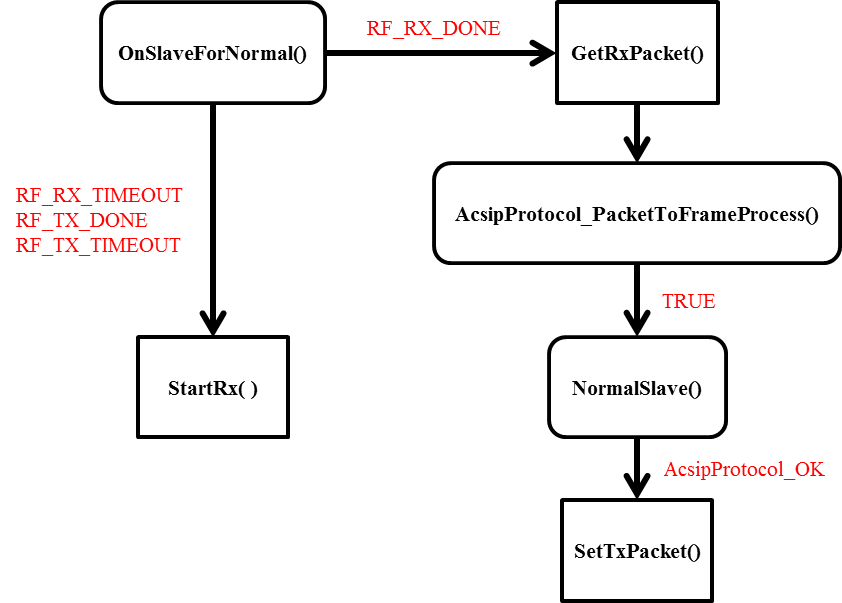 OnSlaveForNormal()
RF_RX_DONE
GetRxPacket()
RF_RX_TIMEOUT
RF_TX_DONE
RF_TX_TIMEOUT
AcsipProtocol_PacketToFrameProcess()
TRUE
StartRx( )
NormalSlave()
AcsipProtocol_OK
SetTxPacket()